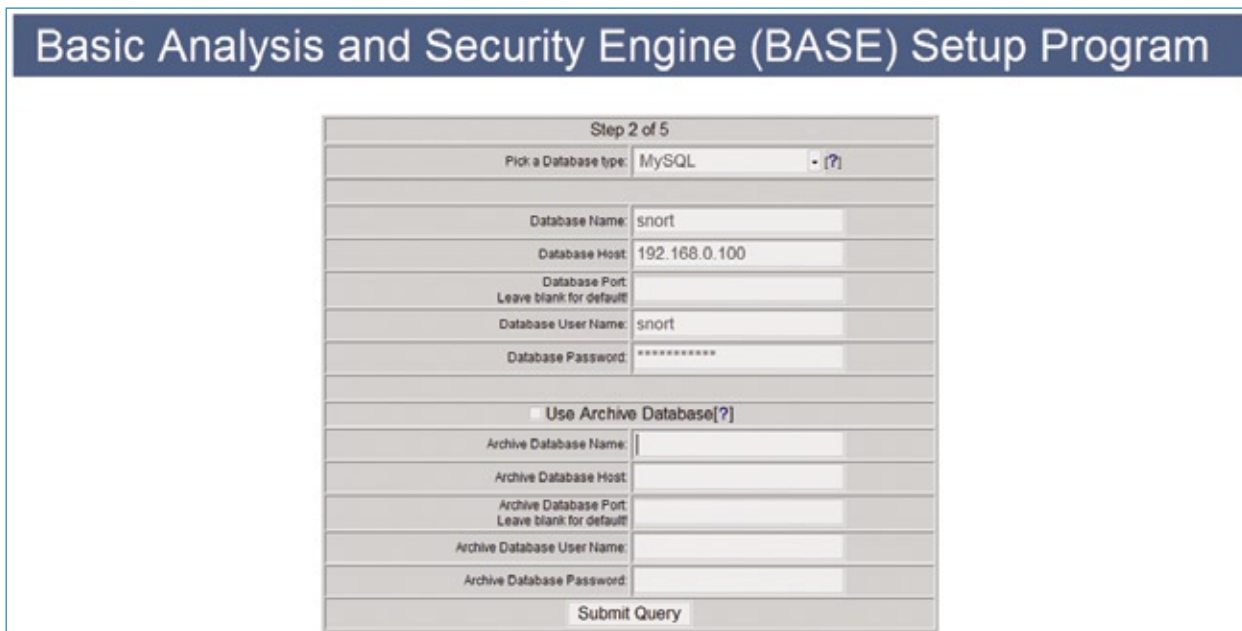 Basic Analysis and Security Engine (BASE) Setup Program
Step 2 of 5
Pick a Database type: MySQL [?]
Database Name: snort
Database Host: 192.168.0.100
Database Port:
Leave blank for default!
Database User Name: snort
Database Password: ***********
Use Archive Database[?]
Archive Database Name:
Archive Database Host:
Archive Database Port:
Leave blank for default!
Archive Database User Name:
Archive Database Password:
Submit Query